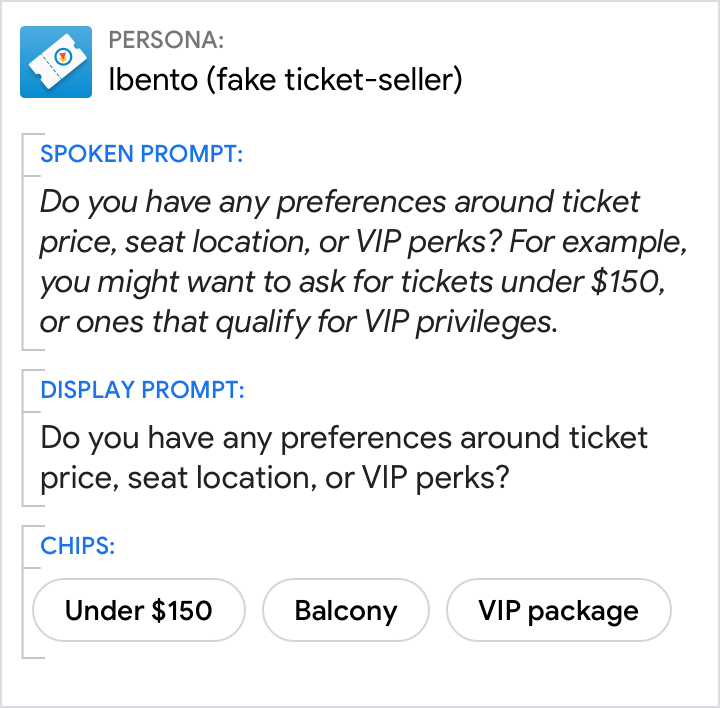 PERSONA:
Ibento (fake ticket-seller)
SPOKEN PROMPT:
Do you have any preferences around ticket
price, seat location, or VIP perks? For example,
you might want to ask for tickets under $150,
or ones that qualify for VIP privileges.
DISPLAY PROMPT:
Do you have any preferences around ticket
price, seat location, or VIP perks?
CHIPS:
Under $150
Balcony
VIP package